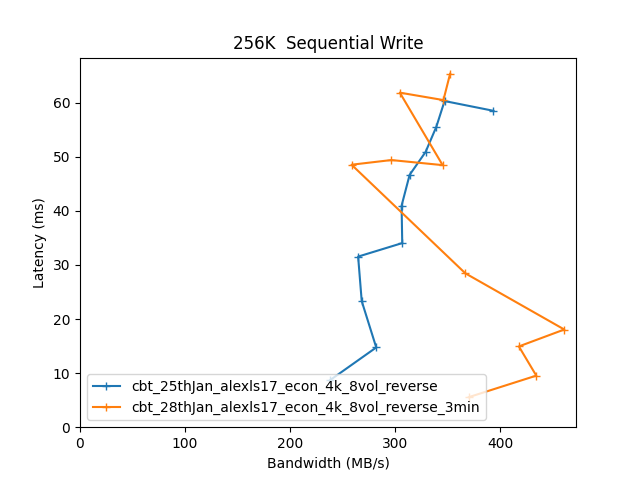 256K  Sequential Write
Latency (ms)
60
50
40
30
20
10
0
cbt_25thJan_alexls17_econ_4k_8vol_reverse
cbt_28thJan_alexls17_econ_4k_8vol_reverse_3min
0 100 200 300 400
Bandwidth (MB/s)